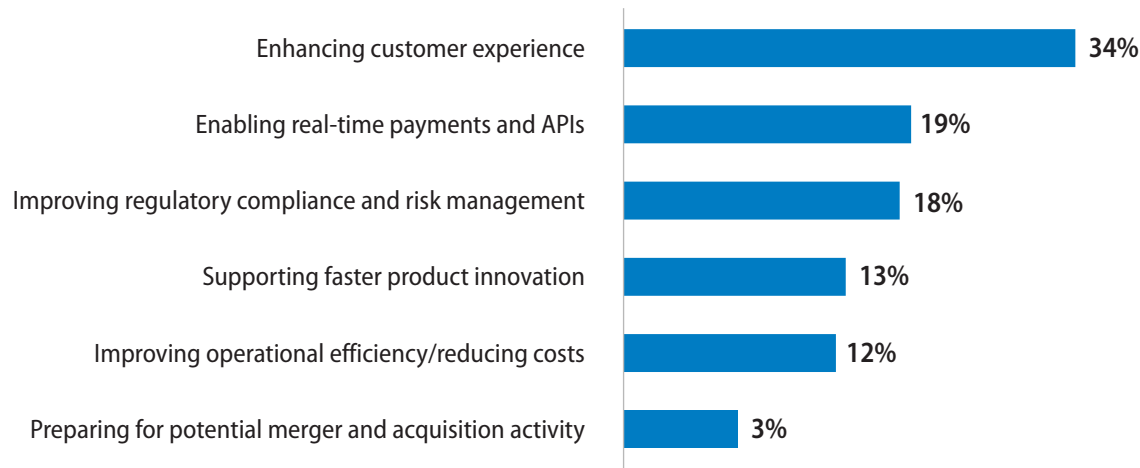 Enhancing customer experience 34%
Enabling real-time payments and APIs 19%
Improving regulatory compliance and risk management 18%
Supporting faster product innovation 13%
Improving operational efficiency/reducing costs 12%
Preparing for potential merger and acquisition activity 3%